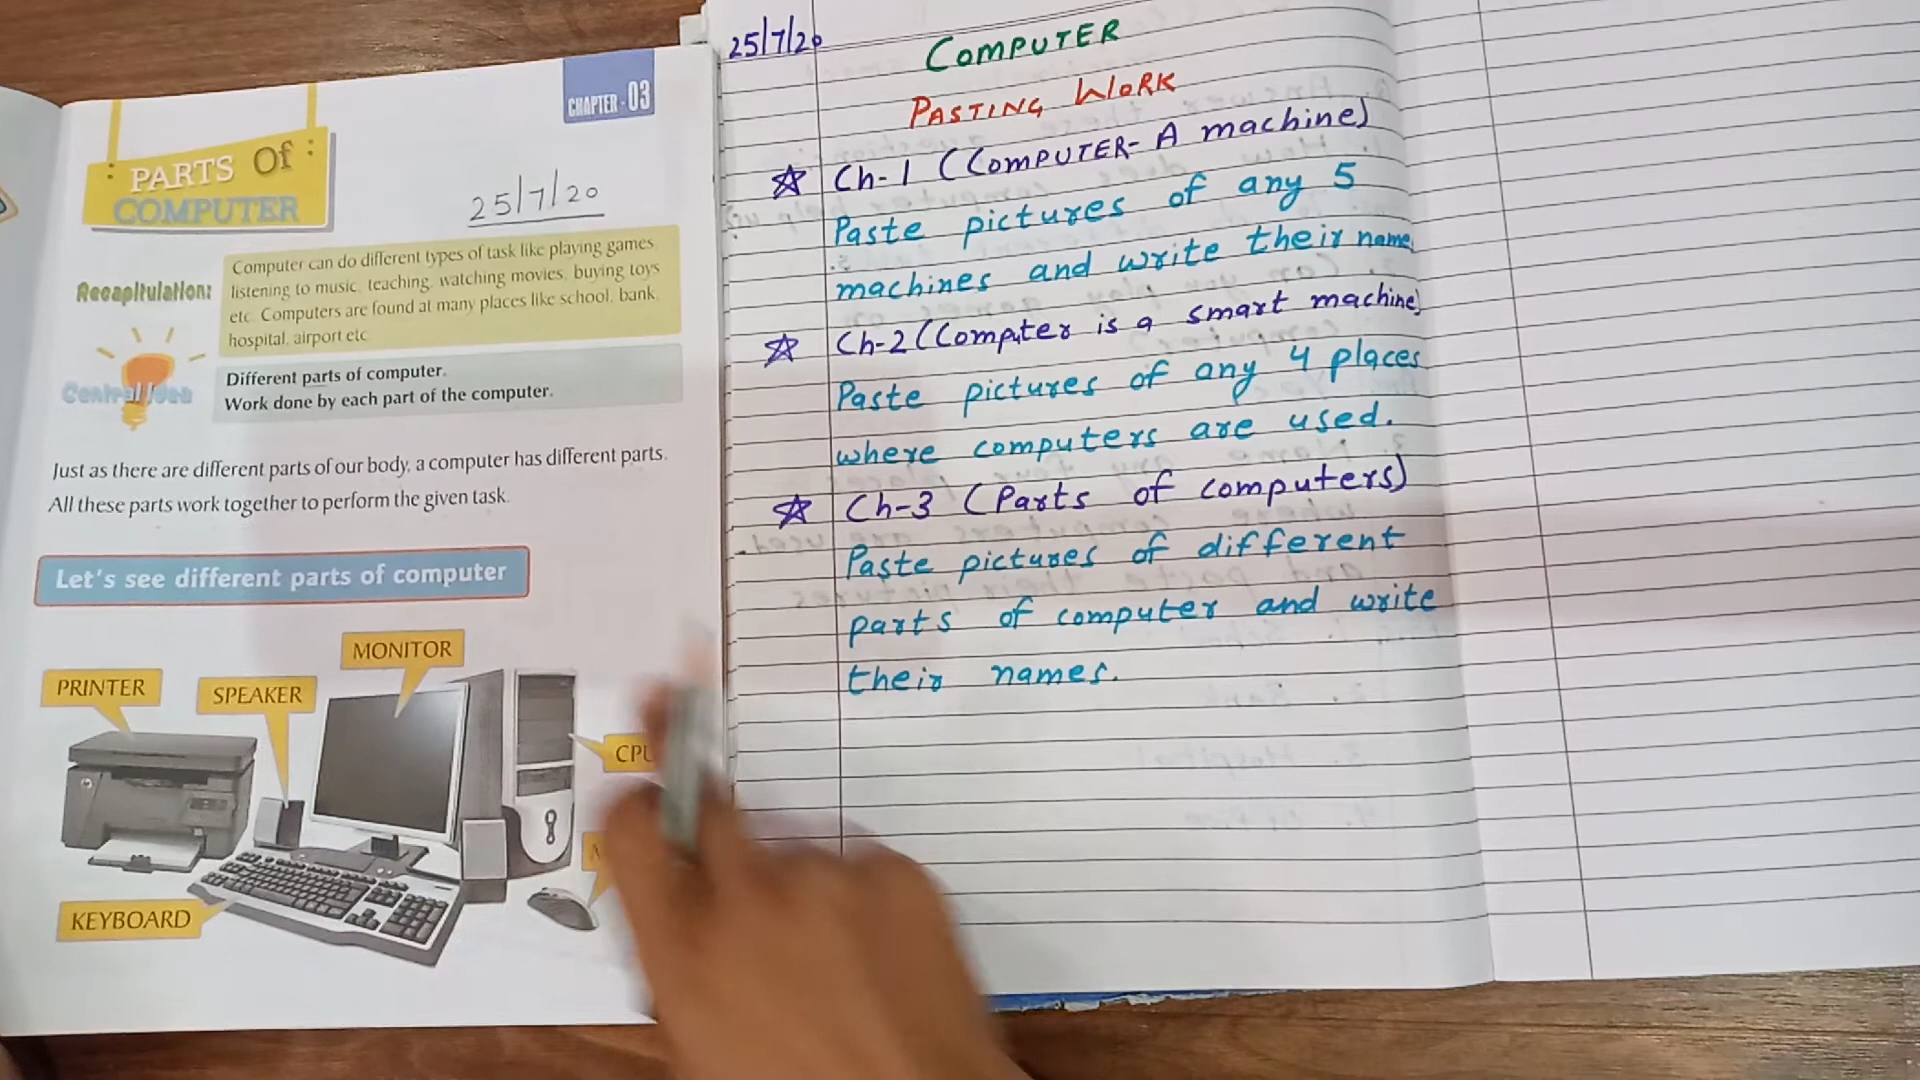 CHAPTER - 03
PARTS Of
COMPUTER
25/7/20
Recapitulation:
Computer can do different types of task like playing games
listening to music, teaching, watching movies, buying toys
etc. Computers are found at many places like school, bank,
hospital, airport etc
Central Idea
Different parts of computer.
Work done by each part of the computer.
Just as there are different parts of our body, a computer has different parts.
All these parts work together to perform the given task.
Let's see different parts of computer
MONITOR
PRINTER
SPEAKER
CPU
KEYBOARD
25/7/20
COMPUTER
PASTING WORK
Ch-1 (COMPUTER- A machine)
Paste pictures of any 5
machines and write their name.
Ch-2 (Computer is a smart machine)
Paste pictures of any 4 places
where computers are used.
Ch-3 (Parts of computers)
Paste pictures of different
parts of computer and write
their names.